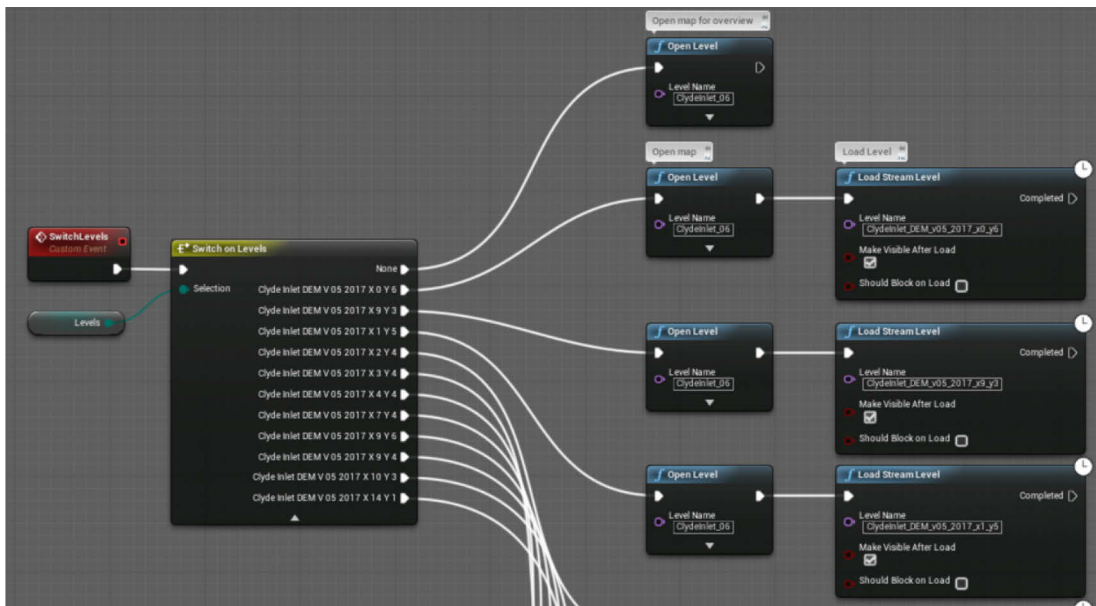 Open map for overview
Open Level
Level Name
ClydeInlet_06
Open map
Load Level
Open Level
Load Stream Level
Completed
Level Name
ClydeInlet_06
Level Name
ClydeInlet_DEM_v05_2017_x0_y6
Make Visible After Load
Should Block on Load
SwitchLevels
Custom Event
Levels
Switch on Levels
Selection
None
Clyde Inlet DEM V 05 2017 X 0 Y 6
Clyde Inlet DEM V 05 2017 X 9 Y 3
Clyde Inlet DEM V 05 2017 X 1 Y 5
Clyde Inlet DEM V 05 2017 X 2 Y 4
Clyde Inlet DEM V 05 2017 X 3 Y 4
Clyde Inlet DEM V 05 2017 X 4 Y 4
Clyde Inlet DEM V 05 2017 X 7 Y 4
Clyde Inlet DEM V 05 2017 X 9 Y 6
Clyde Inlet DEM V 05 2017 X 9 Y 4
Clyde Inlet DEM V 05 2017 X 10 Y 3
Clyde Inlet DEM V 05 2017 X 14 Y 1
Open Level
Load Stream Level
Completed
Level Name
ClydeInlet_06
Level Name
ClydeInlet_DEM_v05_2017_x9_y3
Make Visible After Load
Should Block on Load
Open Level
Load Stream Level
Completed
Level Name
ClydeInlet_06
Level Name
ClydeInlet_DEM_v05_2017_x1_y5
Make Visible After Load
Should Block on Load